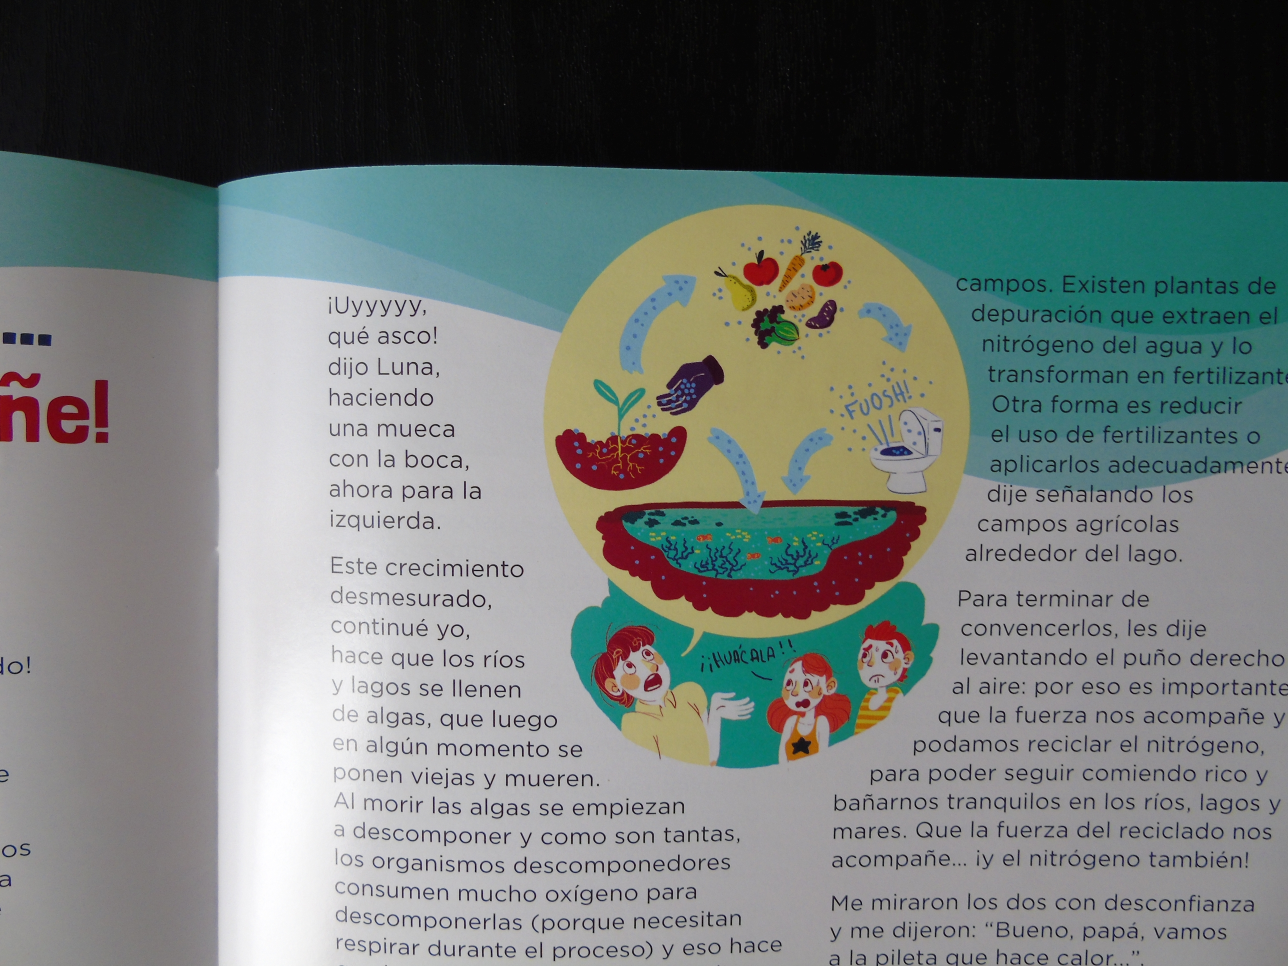 ñe!
do!
e
os
a
¡Uyyyyy,
qué asco!
dijo Luna,
haciendo
una mueca
con la boca,
ahora para la
izquierda.
Este crecimiento
desmesurado,
continué yo,
hace que los ríos
y lagos se llenen
de algas, que luego
en algún momento se
ponen viejas y mueren.
Al morir las algas se empiezan
a descomponer y como son tantas,
los organismos descomponedores
consumen mucho oxígeno para
descomponerlas (porque necesitan
respirar durante el proceso) y eso hace
FUOSH!
¡¡HUÁCALA!!
campos. Existen plantas de
depuración que extraen el
nitrógeno del agua y lo
transforman en fertilizante
Otra forma es reducir
el uso de fertilizantes o
aplicarlos adecuadamente
dije señalando los
campos agrícolas
alrededor del lago.
Para terminar de
convencerlos, les dije
levantando el puño derecho
al aire: por eso es importante
que la fuerza nos acompañe y
podamos reciclar el nitrógeno,
para poder seguir comiendo rico y
bañarnos tranquilos en los ríos, lagos y
mares. Que la fuerza del reciclado nos
acompañe... ¡y el nitrógeno también!
Me miraron los dos con desconfianza
y me dijeron: “Bueno, papá, vamos
a la pileta que hace calor...”.